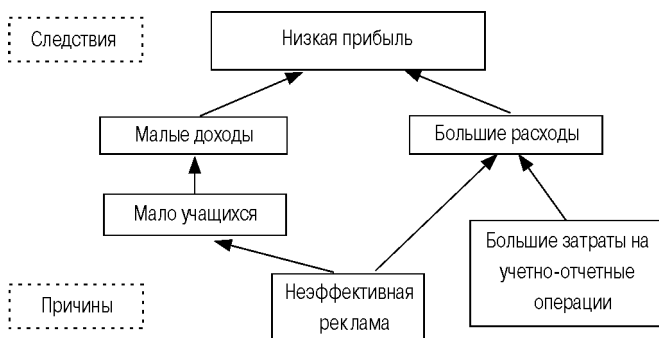 Следствия
Низкая прибыль
Малые доходы
Большие расходы
Мало учащихся
Большие затраты на
учетно-отчетные
операции
Причины
Неэффективная
реклама